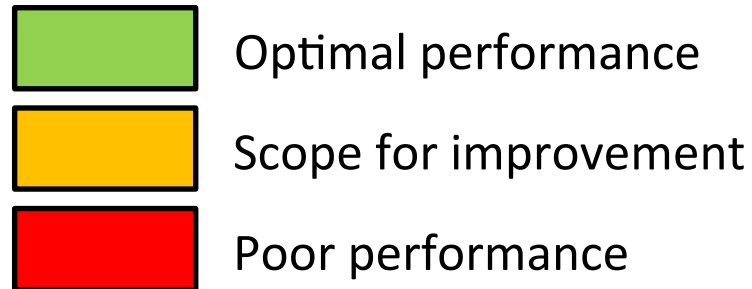 Optimal performance
Scope for improvement
Poor performance